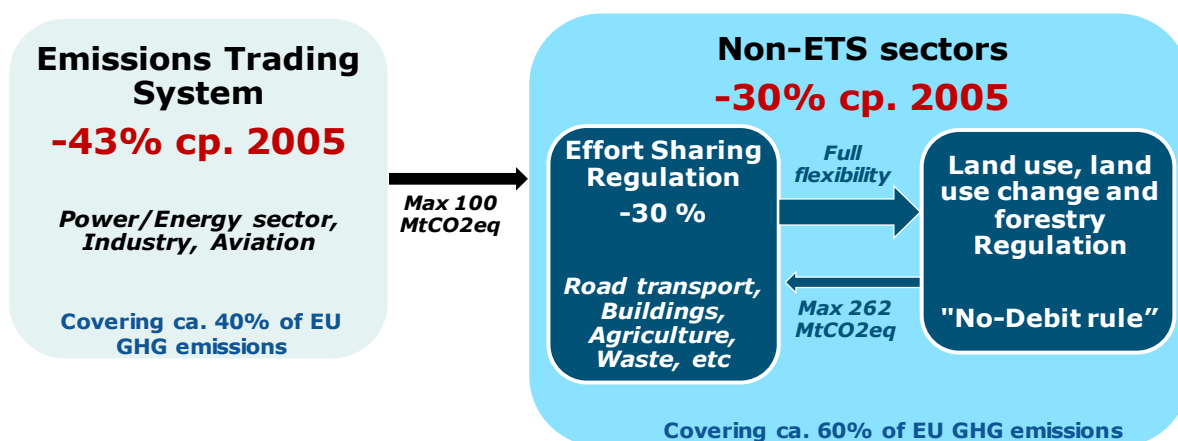 Emissions Trading
System
-43% cp. 2005
Power/Energy sector,
Industry, Aviation
Covering ca. 40% of EU
GHG emissions
Max 100
MtCO2eq
Non-ETS sectors
-30% cp. 2005
Effort Sharing
Regulation
-30 %
Road transport,
Buildings,
Agriculture,
Waste, etc
Full
flexibility
Max 262
MtCO2eq
Land use, land
use change and
forestry
Regulation
"No-Debit rule”
Covering ca. 60% of EU GHG emissions